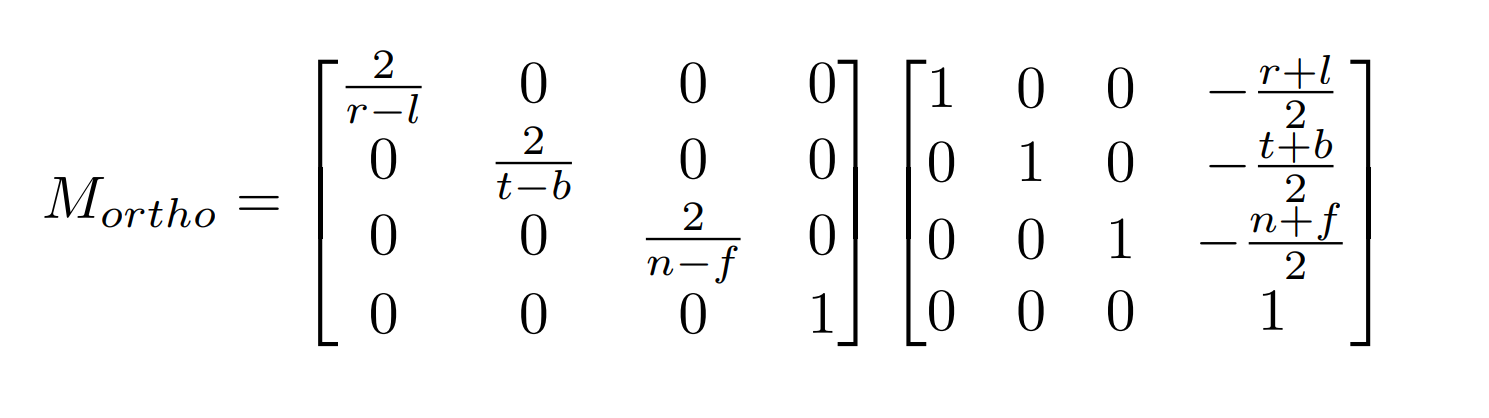 $M_{ortho} = \begin{bmatrix} \frac{2}{r-l} & 0 & 0 & 0 \\ 0 & \frac{2}{t-b} & 0 & 0 \\ 0 & 0 & \frac{2}{n-f} & 0 \\ 0 & 0 & 0 & 1 \end{bmatrix} \begin{bmatrix} 1 & 0 & 0 & -\frac{r+l}{2} \\ 0 & 1 & 0 & -\frac{t+b}{2} \\ 0 & 0 & 1 & -\frac{n+f}{2} \\ 0 & 0 & 0 & 1 \end{bmatrix}$